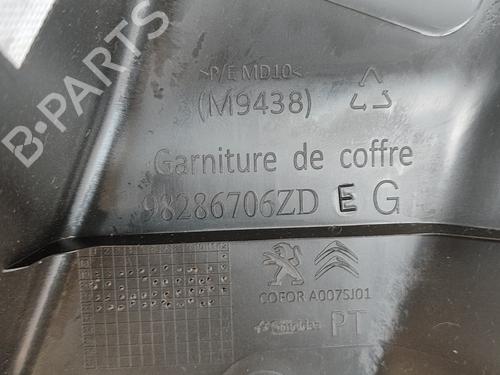 B-PARTS
>P/E MD10<
(M9438)
Garniture de coffre
98286706ZD E G
COFOR A007SJ01
PT